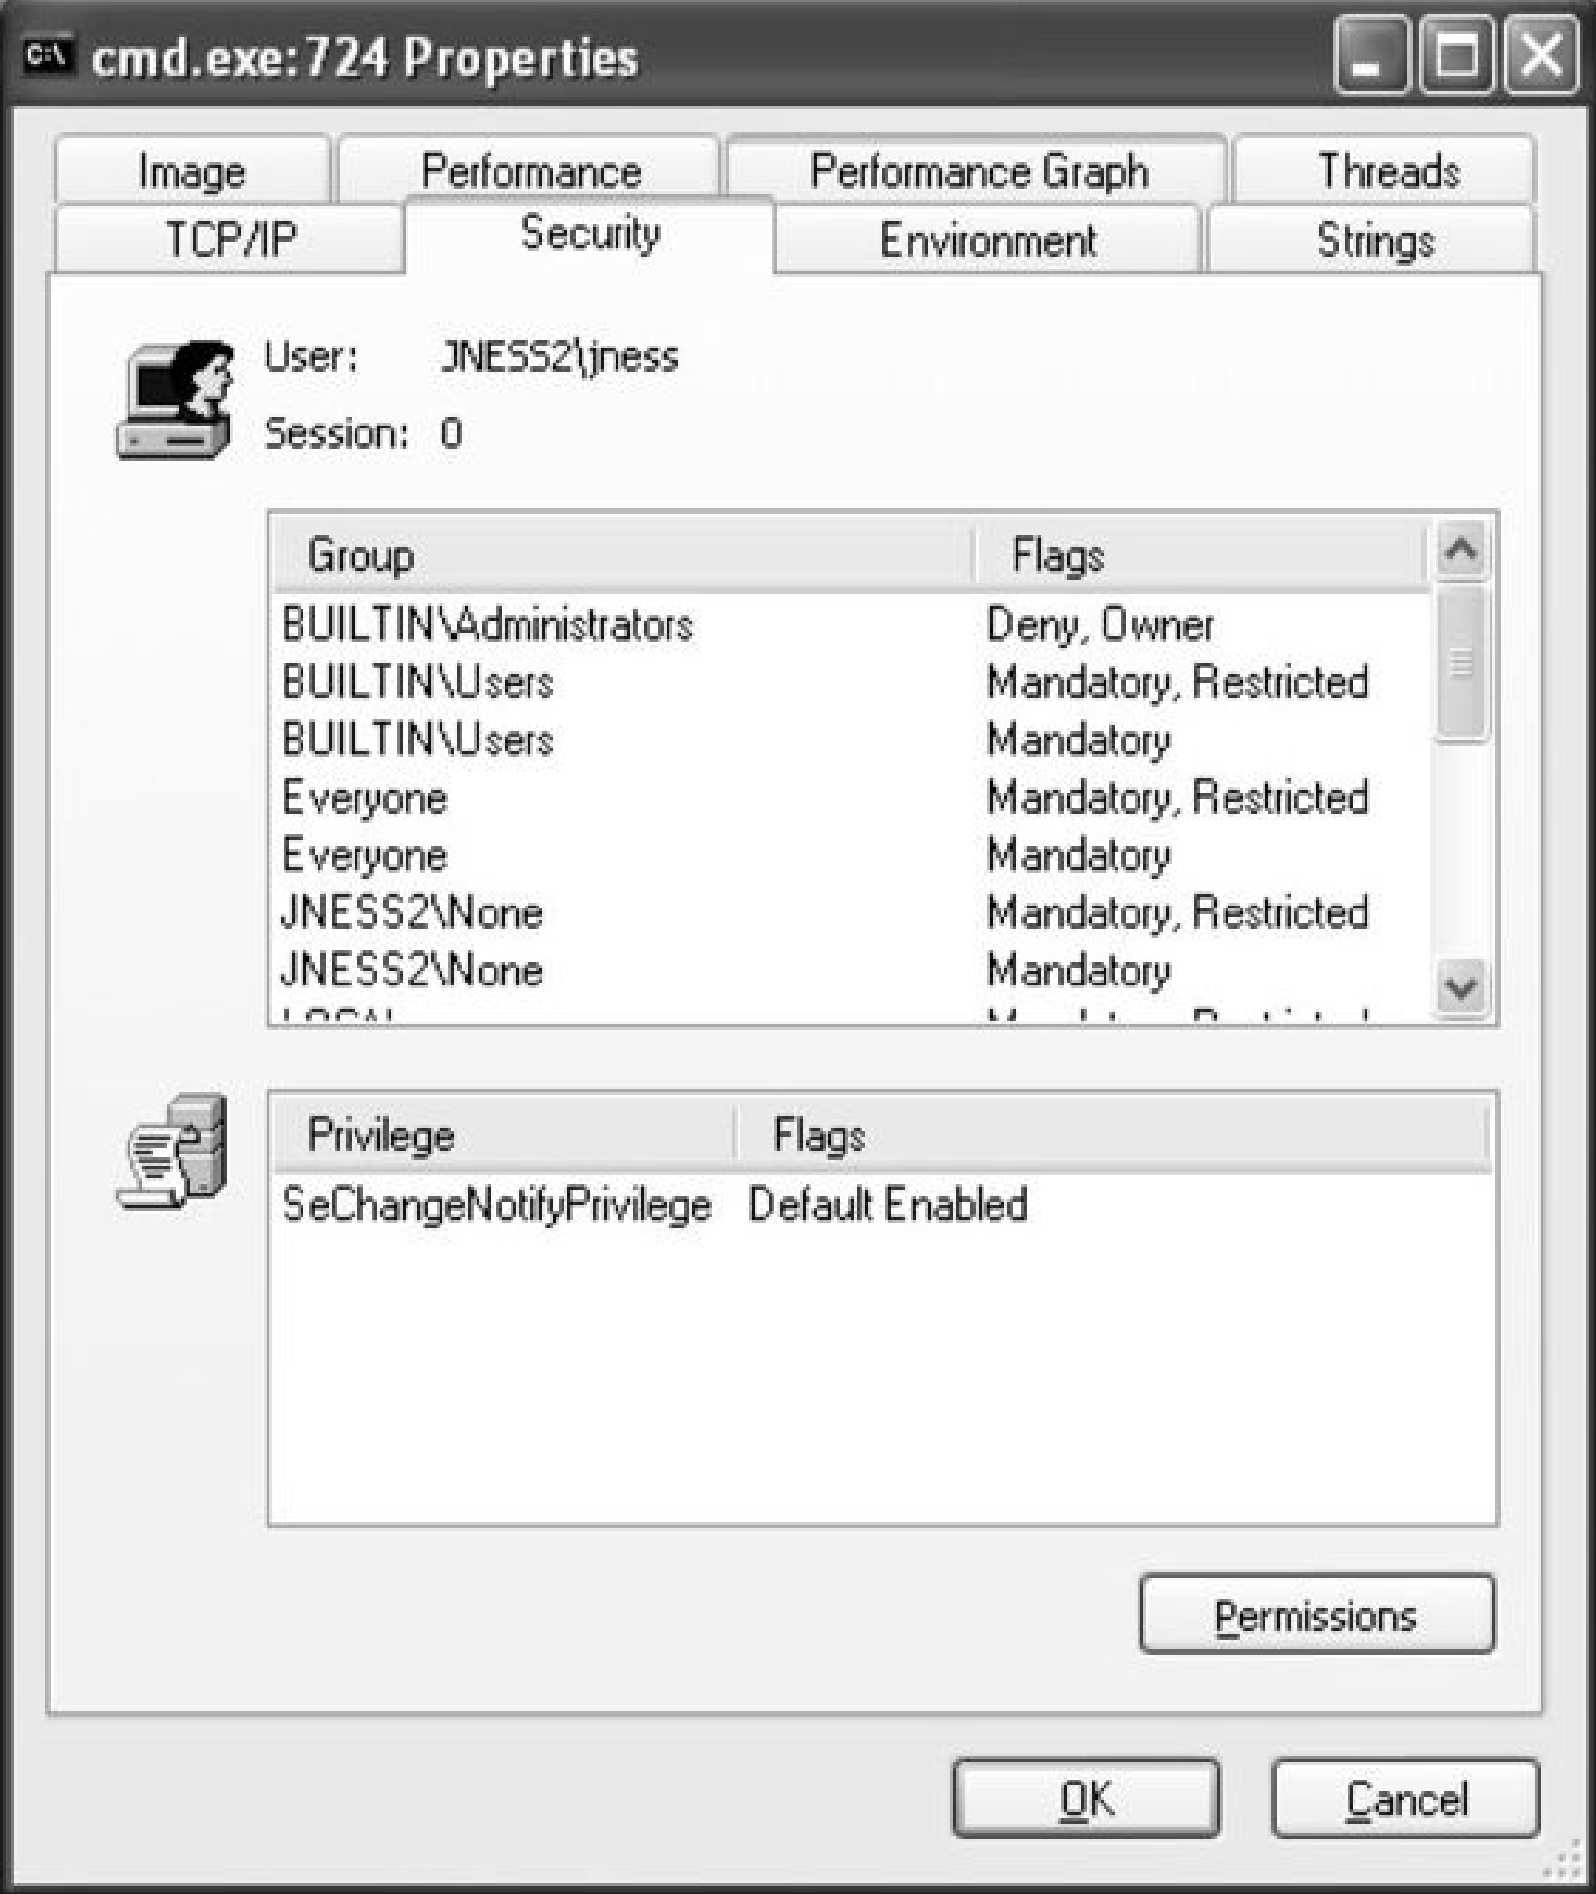 C:\ cmd.exe:724 Properties
Image Performance Performance Graph Threads
TCP/IP Security Environment Strings
User: JNESS2\jness
Session: 0
Group Flags
BUILTIN\Administrators Deny, Owner
BUILTIN\Users Mandatory, Restricted
BUILTIN\Users Mandatory
Everyone Mandatory, Restricted
Everyone Mandatory
JNESS2\None Mandatory, Restricted
JNESS2\None Mandatory
Privilege Flags
SeChangeNotifyPrivilege Default Enabled
Permissions
OK Cancel